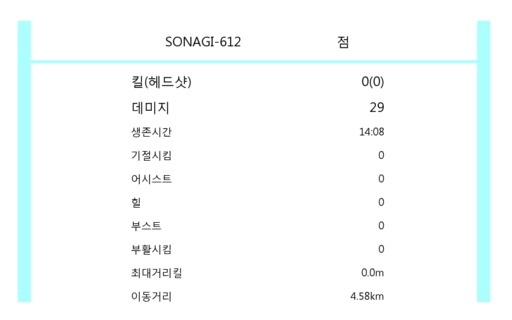 SONAGI-612 점
킬(헤드샷) 0(0)
데미지 29
생존시간 14:08
기절시킴 0
어시스트 0
힐 0
부스트 0
부활시킴 0
최대거리킬 0.0m
이동거리 4.58km